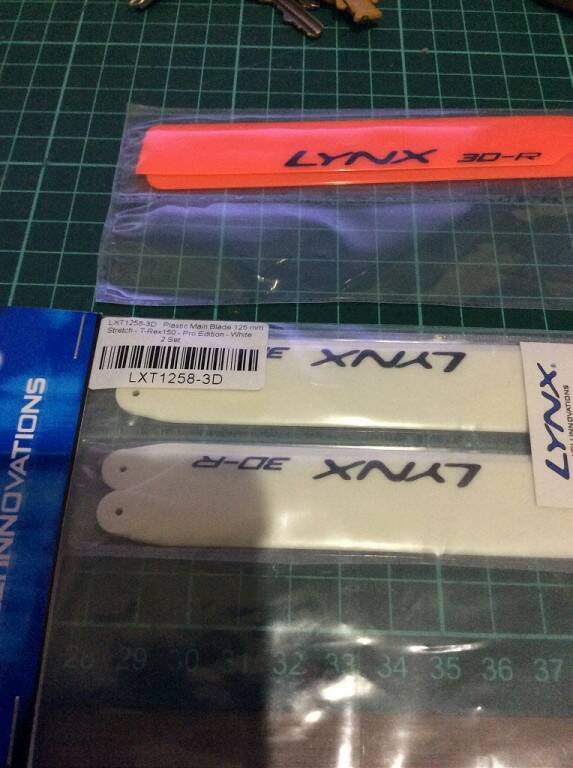 LYNX 3D-R
LXT1258-3D Plastic Main Blade 125 mm
Stretch - T-Rex150 - Pro Edition - White
2 Set
LXT1258-3D
LYNX
LYNX
3D-R LYNX
INNOVATIONS
LYNX
INNOVATIONS
28 29 30 31 32 33 34 35 36 37